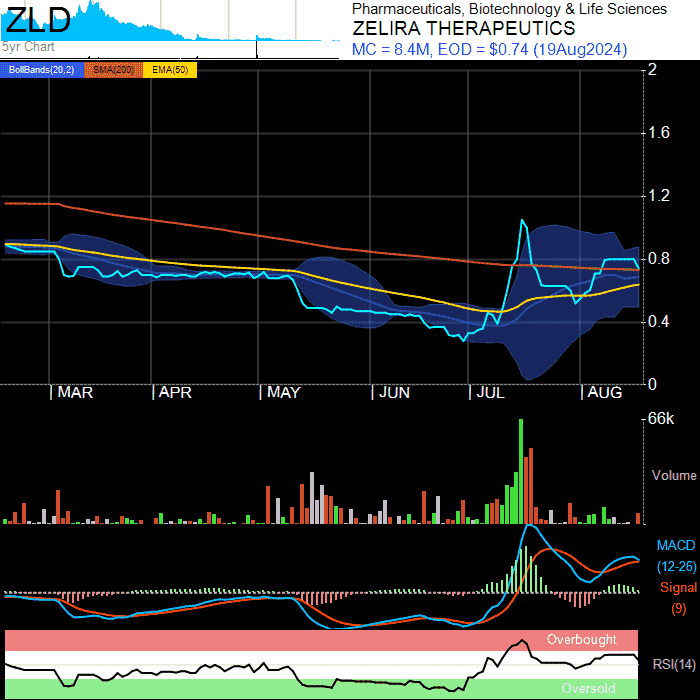 ZLD
5yr Chart
Pharmaceuticals, Biotechnology & Life Sciences
ZELIRA THERAPEUTICS
MC = 8.4M, EOD = $0.74 (19Aug2024)
BollBands(20,2) SMA(200) EMA(50)
2
1.6
1.2
0.8
0.4
0
MAR APR MAY JUN JUL AUG
66k
Volume
MACD
(12-26)
Signal
(9)
Overbought
RSI(14)
Oversold